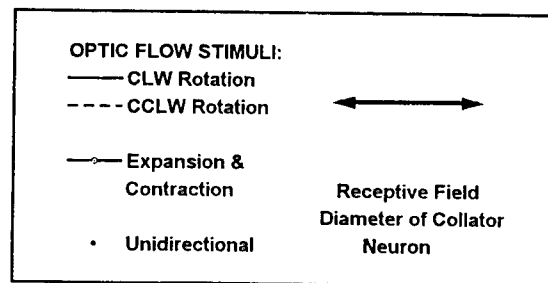 OPTIC FLOW STIMULI:
CLW Rotation
CCLW Rotation
Expansion &
Contraction
Unidirectional
Receptive Field
Diameter of Collator
Neuron